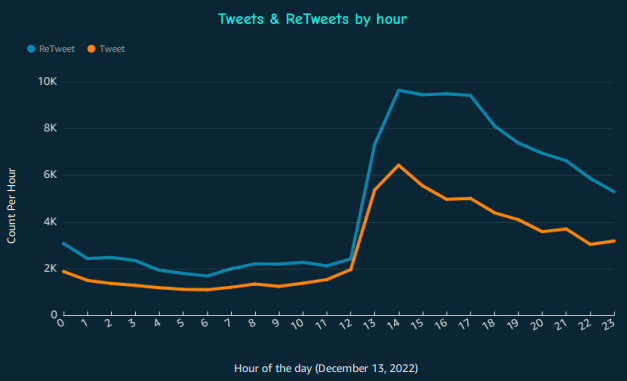 Tweets & ReTweets by hour
ReTweet Tweet
10K
8K
6K
4K
2K
0
Count Per Hour
0 1 2 3 4 5 6 7 8 9 10 11 12 13 14 15 16 17 18 19 20 21 22 23
Hour of the day (December 13, 2022)